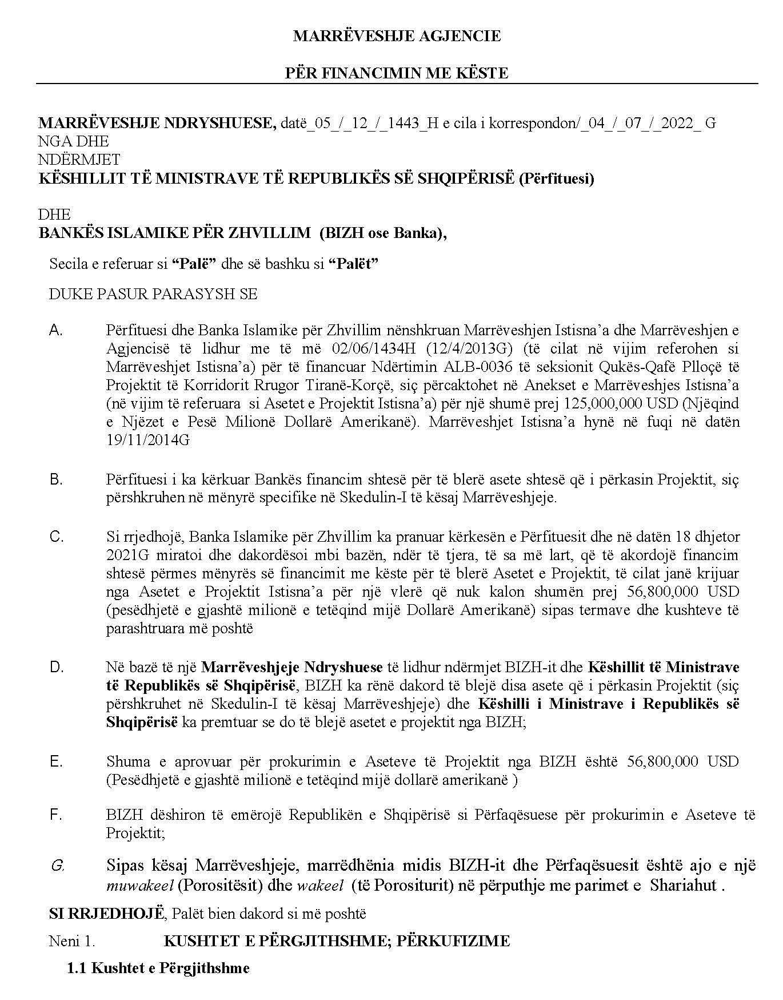 MARRËVESHJE AGJENCIE
PËR FINANCIMIN ME KËSTE
MARRËVESHJE NDRYSHUESE, datë_05_/_12_/_1443_H e cila i korrespondon/_04_/_07_/_2022_ G
NGA DHE
NDËRMJET
KËSHILLIT TË MINISTRAVE TË REPUBLIKËS SË SHQIPËRISË (Përfituesi)
DHE
BANKËS ISLAMIKE PËR ZHVILLIM (BIZH ose Banka),
Secila e referuar si “Palë” dhe së bashku si “Palët”
DUKE PASUR PARASYSH SE
A. Përfituesi dhe Banka Islamike për Zhvillim nënshkruan Marrëveshjen Istisna’a dhe Marrëveshjen e
Agjencisë të lidhur me të më 02/06/1434H (12/4/2013G) (të cilat në vijim referohen si
Marrëveshjet Istisna’a) për të financuar Ndërtimin ALB-0036 të seksionit Qukës-Qafë Plloçë të
Projektit të Korridorit Rrugor Tiranë-Korçë, siç përcaktohet në Anekset e Marrëveshjes Istisna’a
(në vijim të referuara si Asetet e Projektit Istisna’a) për një shumë prej 125,000,000 USD (Njëqind
e Njëzet e Pesë Milionë Dollarë Amerikanë). Marrëveshjet Istisna’a hynë në fuqi në datën
19/11/2014G
B. Përfituesi i ka kërkuar Bankës financim shtesë për të blerë asete shtesë që i përkasin Projektit, siç
përshkruhen në mënyrë specifike në Skedulin-I të kësaj Marrëveshjeje.
C. Si rrjedhojë, Banka Islamike për Zhvillim ka pranuar kërkesën e Përfituesit dhe në datën 18 dhjetor
2021G miratoi dhe dakordësoi mbi bazën, ndër të tjera, të sa më lart, që të akordojë financim
shtesë përmes mënyrës së financimit me këste për të blerë Asetet e Projektit, të cilat janë krijuar
nga Asetet e Projektit Istisna’a për një vlerë që nuk kalon shumën prej 56,800,000 USD
(pesëdhjetë e gjashtë milionë e tetëqind mijë Dollarë Amerikanë) sipas termave dhe kushteve të
parashtruara më poshtë
D. Në bazë të një Marrëveshjeje Ndryshuese të lidhur ndërmjet BIZH-it dhe Këshillit të Ministrave
të Republikës së Shqipërisë, BIZH ka rënë dakord të blejë disa asete që i përkasin Projektit (siç
përshkruhet në Skedulin-I të kësaj Marrëveshjeje) dhe Këshilli i Ministrave i Republikës së
Shqipërisë ka premtuar se do të blejë asetet e projektit nga BIZH;
E. Shuma e aprovuar për prokurimin e Aseteve të Projektit nga BIZH është 56,800,000 USD
(Pesëdhjetë e gjashtë milionë e tetëqind mijë dollarë amerikanë )
F. BIZH dëshiron të emërojë Republikën e Shqipërisë si Përfaqësuese për prokurimin e Aseteve të
Projektit;
G. Sipas kësaj Marrëveshjeje, marrëdhënia midis BIZH-it dhe Përfaqësuesit është ajo e një
muwakeel (Porositësit) dhe wakeel (të Porositurit) në përputhje me parimet e Shariahut .
SI RRJEDHOJË, Palët bien dakord si më poshtë
Neni 1. KUSHTET E PËRGJITHSHME; PËRKUFIZIME
1.1 Kushtet e Përgjithshme